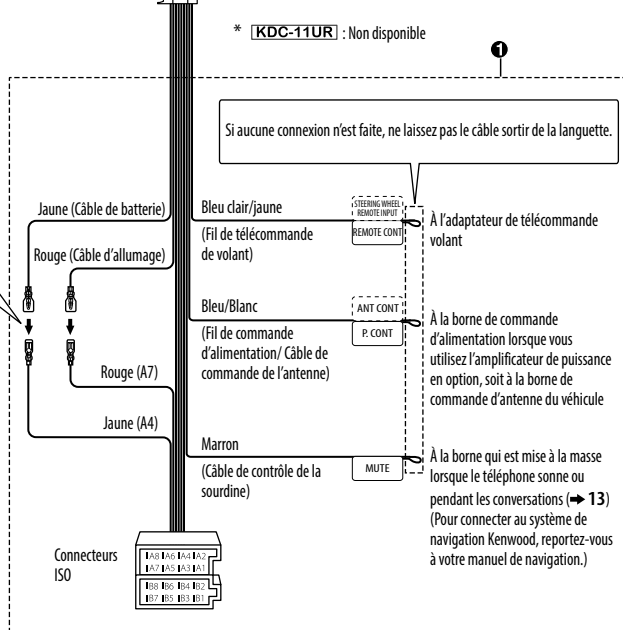 * KDC-11UR : Non disponible
1
Si aucune connexion n'est faite, ne laissez pas le câble sortir de la languette.
Jaune (Câble de batterie)
Rouge (Câble d'allumage)
Rouge (A7)
Jaune (A4)
Bleu clair/jaune
(Fil de télécommande
de volant)
STEERING WHEEL
REMOTE INPUT
REMOTE CONT
À l'adaptateur de télécommande
volant
Bleu/Blanc
(Fil de commande
d'alimentation/ Câble de
commande de l'antenne)
ANT CONT
P. CONT
À la borne de commande
d'alimentation lorsque vous
utilisez l'amplificateur de puissance
en option, soit à la borne de
commande d'antenne du véhicule
Marron
(Câble de contrôle de la
sourdine)
MUTE
À la borne qui est mise à la masse
lorsque le téléphone sonne ou
pendant les conversations (➜ 13)
(Pour connecter au système de
navigation Kenwood, reportez-vous
à votre manuel de navigation.)
Connecteurs
ISO
A8 A6 A4 A2
A7 A5 A3 A1
B8 B6 B4 B2
B7 B5 B3 B1